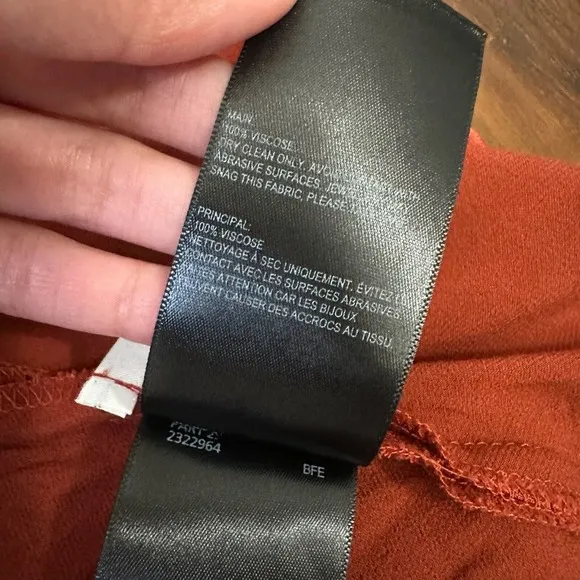 MAIN:
100% VISCOSE
DRY CLEAN ONLY. AVOID WITH
ABRASIVE SURFACES. JEW
SNAG THIS FABRIC, PLEASE
PRINCIPAL:
100% VISCOSE
NETTOYAGE À SEC UNIQUEMENT. ÉVITEZ
CONTACT AVEC LES SURFACES ABRASIVES.
FAITES ATTENTION CAR LES BIJOUX
PEUVENT CAUSER DES ACCROCS AU TISSU.
PART
2322964
BFE